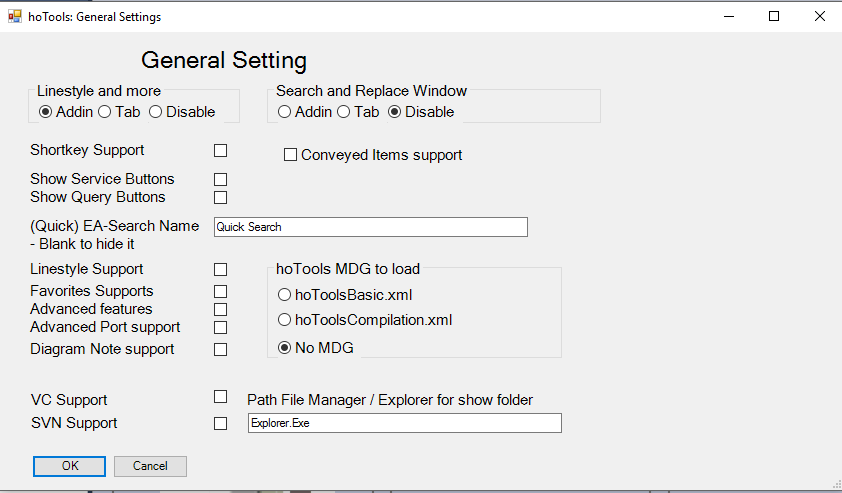 hoTools: General Settings
General Setting
Linestyle and more
Addin Tab Disable
Search and Replace Window
Addin Tab Disable
Shortkey Support
Conveyed Items support
Show Service Buttons
Show Query Buttons
(Quick) EA-Search Name
- Blank to hide it
Quick Search
Linestyle Support
Favorites Supports
Advanced features
Advanced Port support
Diagram Note support
hoTools MDG to load
hoToolsBasic.xml
hoToolsCompilation.xml
No MDG
VC Support
SVN Support
Path File Manager / Explorer for show folder
Explorer.Exe
OK
Cancel